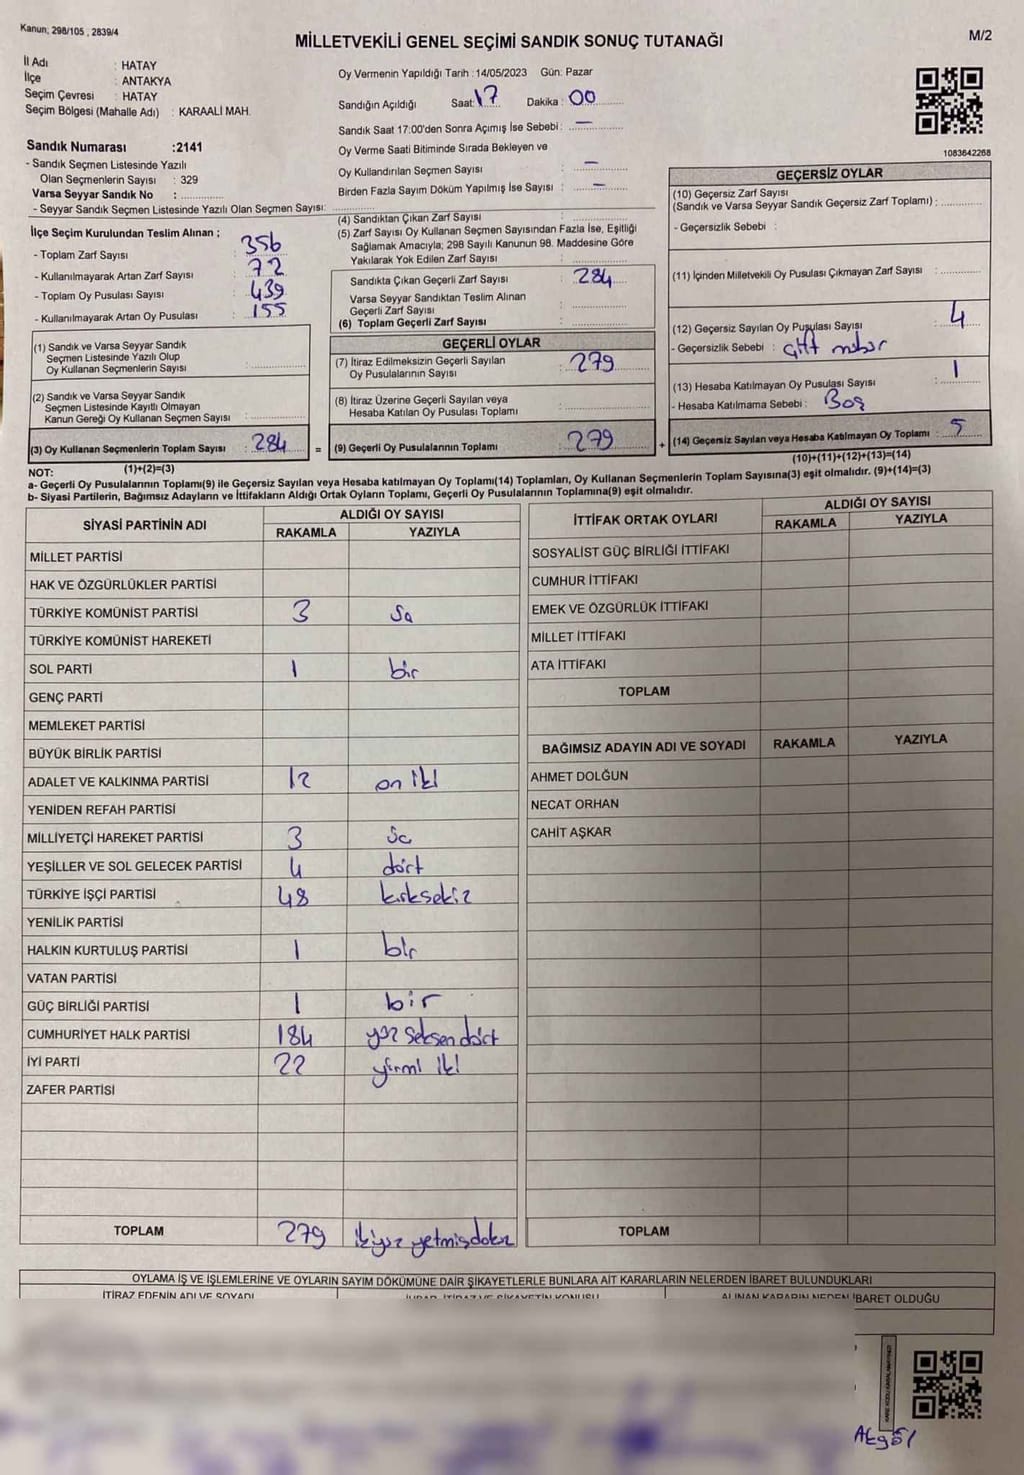 Kanun; 298/105 , 2839/4
MİLLETVEKİLİ GENEL SEÇİMİ SANDIK SONUÇ TUTANAĞI
M/2
İl Adı : HATAY
İlçe : ANTAKYA
Seçim Çevresi : HATAY
Seçim Bölgesi (Mahalle Adı) : KARAALİ MAH.
Sandık Numarası :2141
- Sandık Seçmen Listesinde Yazılı
Olan Seçmenlerin Sayısı : 329
Varsa Seyyar Sandık No :
- Seyyar Sandık Seçmen Listesinde Yazılı Olan Seçmen Sayısı:
Oy Vermenin Yapıldığı Tarih : 14/05/2023 Gün: Pazar
Sandığın Açıldığı Saat: 17 Dakika : 00
Sandık Saat 17:00'den Sonra Açımış İse Sebebi : —
Oy Verme Saati Bitiminde Sırada Bekleyen ve
Oy Kullandırılan Seçmen Sayısı : —
Birden Fazla Sayım Döküm Yapılmış İse Sayısı : —
1083642268
İlçe Seçim Kurulundan Teslim Alınan ;
- Toplam Zarf Sayısı : 356
- Kullanılmayarak Artan Zarf Sayısı : 72
- Toplam Oy Pusulası Sayısı : 439
- Kullanılmayarak Artan Oy Pusulası : 155
(1) Sandık ve Varsa Seyyar Sandık
Seçmen Listesinde Yazılı Olup
Oy Kullanan Seçmenlerin Sayısı :
(2) Sandık ve Varsa Seyyar Sandık
Seçmen Listesinde Kayıtlı Olmayan
Kanun Gereği Oy Kullanan Seçmen Sayısı :
(3) Oy Kullanan Seçmenlerin Toplam Sayısı : 284 =
(1)+(2)=(3)
(4) Sandıktan Çıkan Zarf Sayısı :
(5) Zarf Sayısı Oy Kullanan Seçmen Sayısından Fazla İse, Eşitliği
Sağlamak Amacıyla; 298 Sayılı Kanunun 98. Maddesine Göre
Yakılarak Yok Edilen Zarf Sayısı :
Sandıkta Çıkan Geçerli Zarf Sayısı : 284
Varsa Seyyar Sandıktan Teslim Alınan
Geçerli Zarf Sayısı :
(6) Toplam Geçerli Zarf Sayısı :
GEÇERLİ OYLAR
(7) İtiraz Edilmeksizin Geçerli Sayılan
Oy Pusulalarının Sayısı : 279
(8) İtiraz Üzerine Geçerli Sayılan veya
Hesaba Katılan Oy Pusulası Toplamı :
(9) Geçerli Oy Pusulalarının Toplamı : 279 +
GEÇERSİZ OYLAR
(10) Geçersiz Zarf Sayısı
(Sandık ve Varsa Seyyar Sandık Geçersiz Zarf Toplamı) :
- Geçersizlik Sebebi :
(11) İçinden Milletvekili Oy Pusulası Çıkmayan Zarf Sayısı :
(12) Geçersiz Sayılan Oy Pusulası Sayısı : 4
- Geçersizlik Sebebi : çift mühür
(13) Hesaba Katılmayan Oy Pusulası Sayısı : 1
- Hesaba Katılmama Sebebi : Boş
(14) Geçersiz Sayılan veya Hesaba Katılmayan Oy Toplamı : 5
(10)+(11)+(12)+(13)=(14)
NOT:
a- Geçerli Oy Pusulalarının Toplamı(9) ile Geçersiz Sayılan veya Hesaba katılmayan Oy Toplamı(14) Toplamları, Oy Kullanan Seçmenlerin Toplam Sayısına(3) eşit olmalıdır. (9)+(14)=(3)
b- Siyasi Partilerin, Bağımsız Adayların ve İttifakların Aldığı Ortak Oyların Toplamı, Geçerli Oy Pusulalarının Toplamına(9) eşit olmalıdır.
SİYASİ PARTİNİN ADI ALDIĞI OY SAYISI
RAKAMLA YAZIYLA
MİLLET PARTİSİ
HAK VE ÖZGÜRLÜKLER PARTİSİ
TÜRKİYE KOMÜNİST PARTİSİ 3 üç
TÜRKİYE KOMÜNİST HAREKETİ
SOL PARTİ 1 bir
GENÇ PARTİ
MEMLEKET PARTİSİ
BÜYÜK BİRLİK PARTİSİ
ADALET VE KALKINMA PARTİSİ 12 on iki
YENİDEN REFAH PARTİSİ
MİLLİYETÇİ HAREKET PARTİSİ 3 üç
YEŞİLLER VE SOL GELECEK PARTİSİ 4 dört
TÜRKİYE İŞÇİ PARTİSİ 48 kırksekiz
YENİLİK PARTİSİ
HALKIN KURTULUŞ PARTİSİ 1 bir
VATAN PARTİSİ
GÜÇ BİRLİĞİ PARTİSİ 1 bir
CUMHURİYET HALK PARTİSİ 184 yüz seksen dört
İYİ PARTİ 22 yirmi iki
ZAFER PARTİSİ
TOPLAM 279 ikiyüz yetmişdokuz
İTTİFAK ORTAK OYLARI ALDIĞI OY SAYISI
RAKAMLA YAZIYLA
SOSYALİST GÜÇ BİRLİĞİ İTTİFAKI
CUMHUR İTTİFAKI
EMEK VE ÖZGÜRLÜK İTTİFAKI
MİLLET İTTİFAKI
ATA İTTİFAKI
TOPLAM
BAĞIMSIZ ADAYIN ADI VE SOYADI RAKAMLA YAZIYLA
AHMET DOLĞUN
NECAT ORHAN
CAHİT AŞKAR
TOPLAM
OYLAMA İŞ VE İŞLEMLERİNE VE OYLARIN SAYIM DÖKÜMÜNE DAİR ŞİKAYETLERLE BUNLARA AİT KARARLARIN NELERDEN İBARET BULUNDUKLARI
İTİRAZ EDENİN ADI VE SOYADI İHBAR, İTİRAZ VE ŞİKAYETİN KONUSU ALINAN KARARIN NEDEN İBARET OLDUĞU
Akgöl